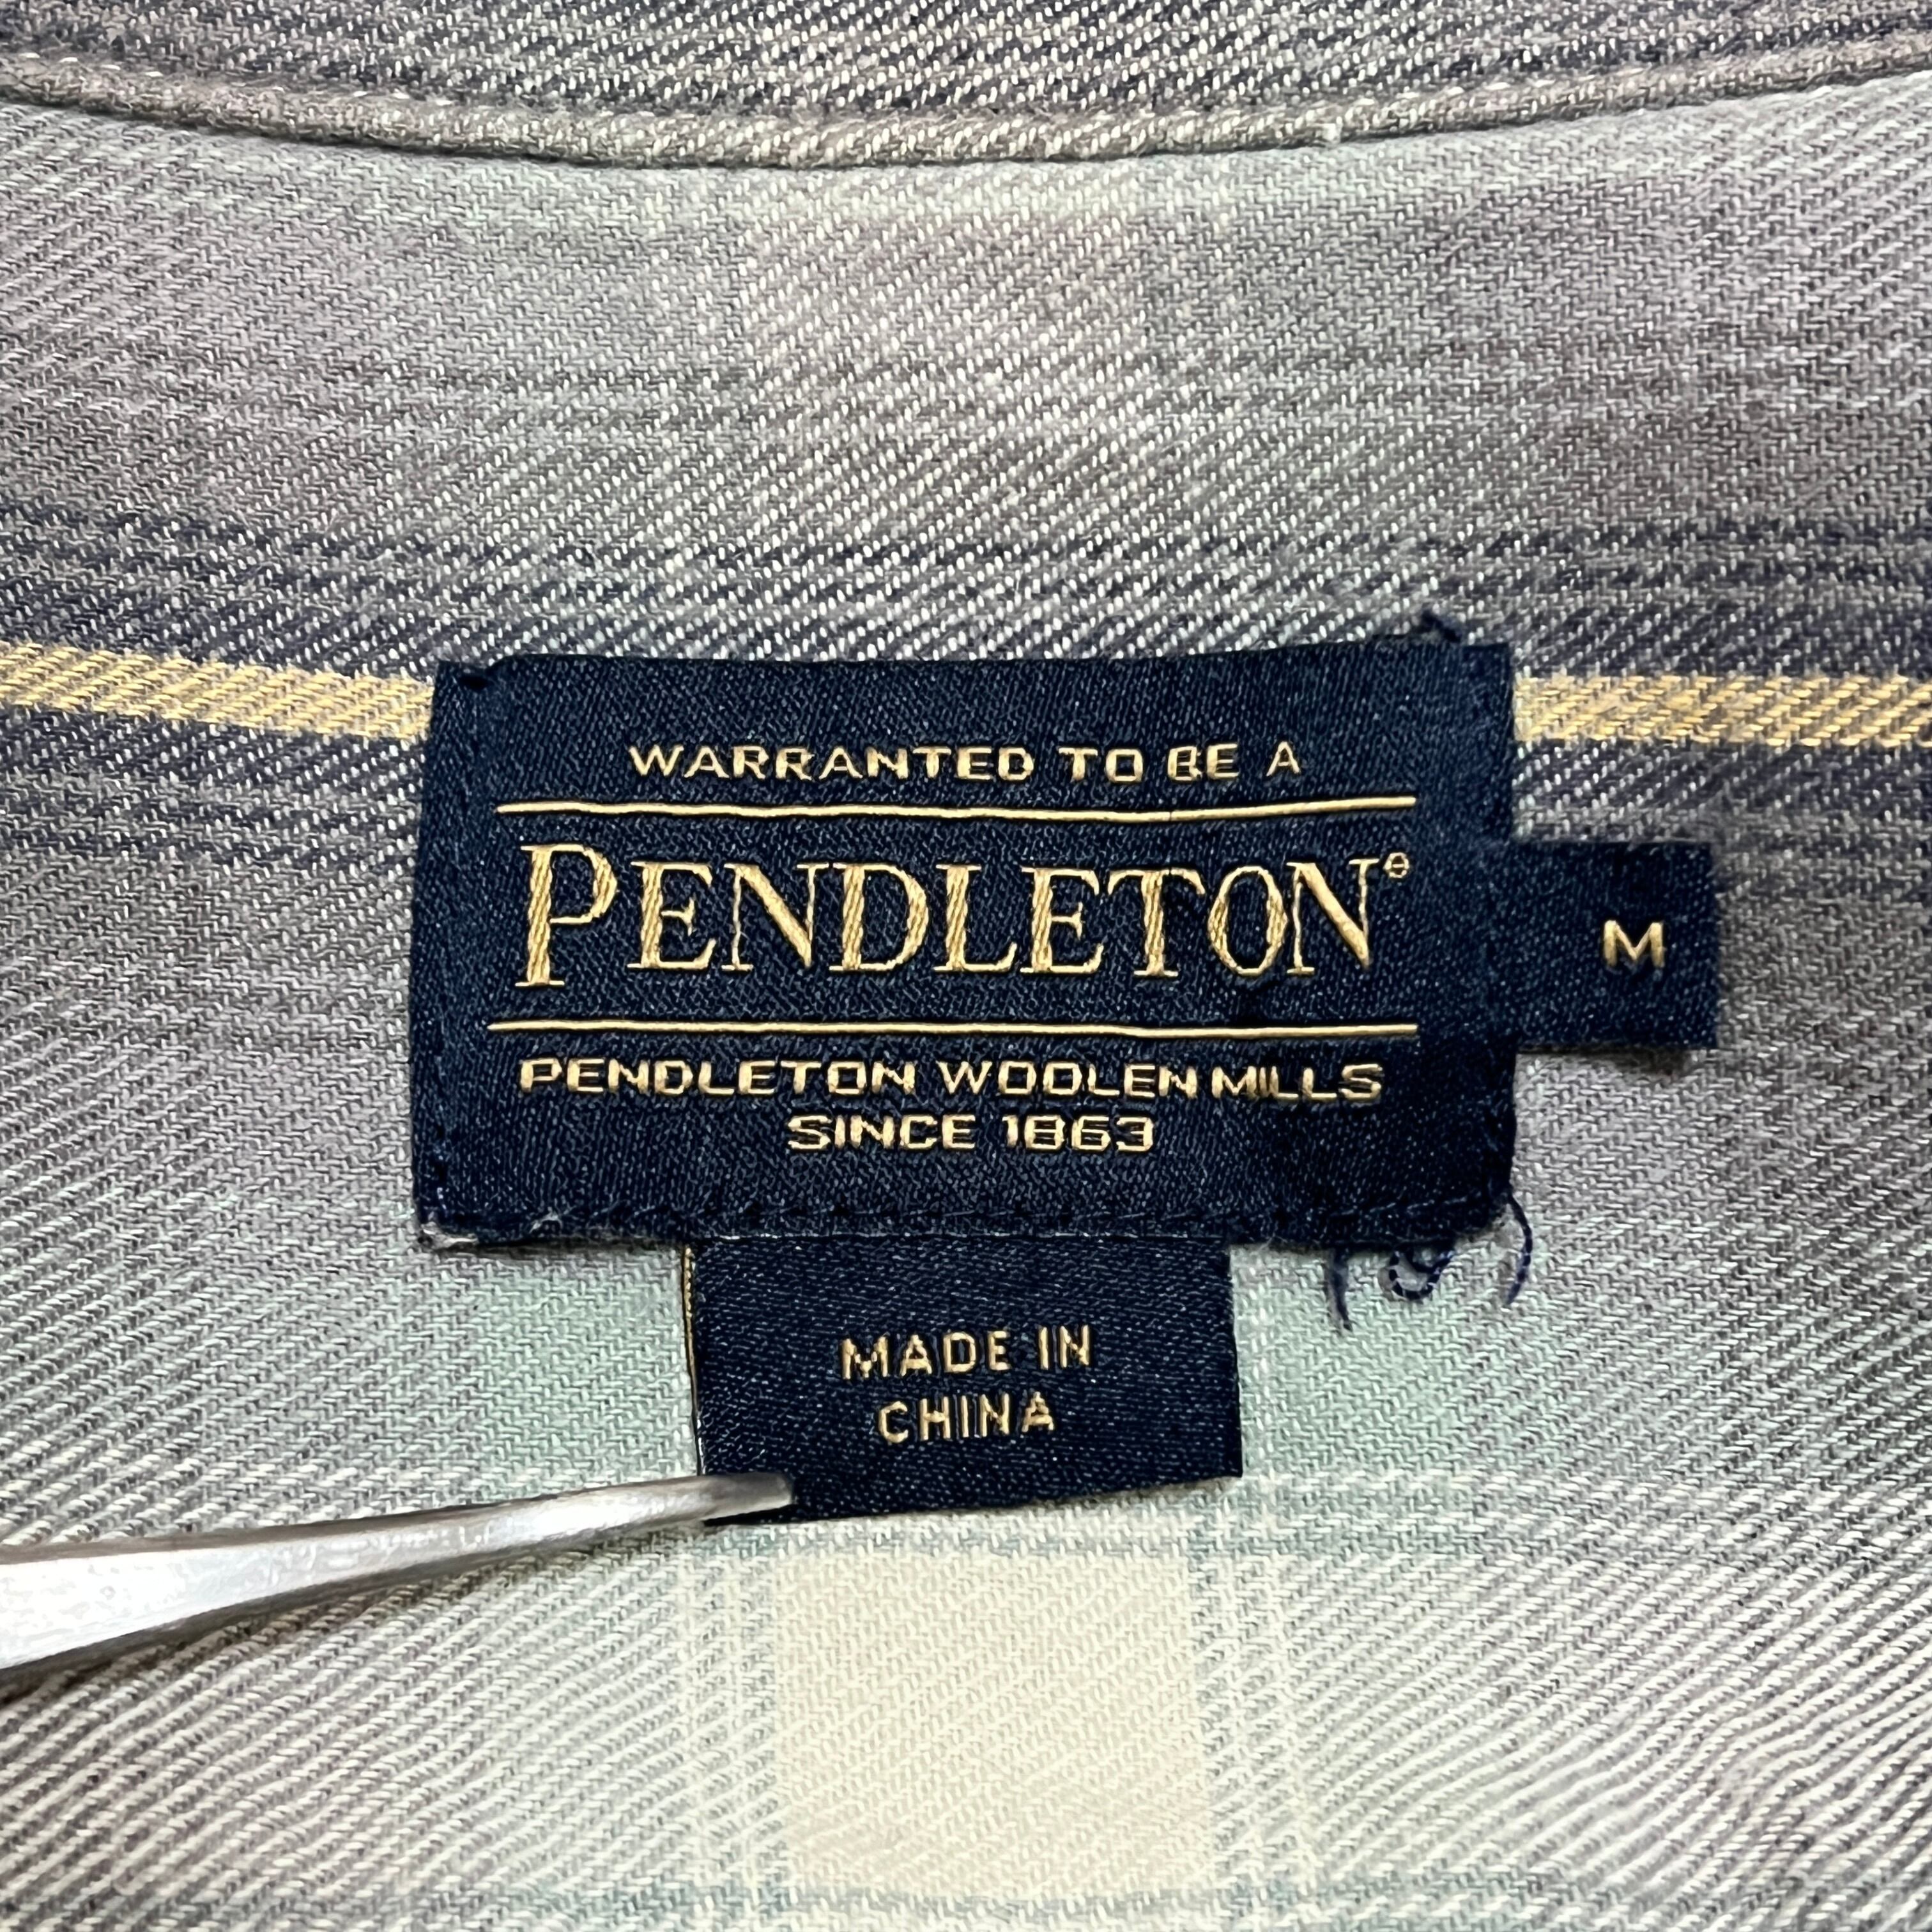 WARRANTED TO BE A
PENDLETON®
M
PENDLETON WOOLEN MILLS
SINCE 1863
MADE IN
CHINA